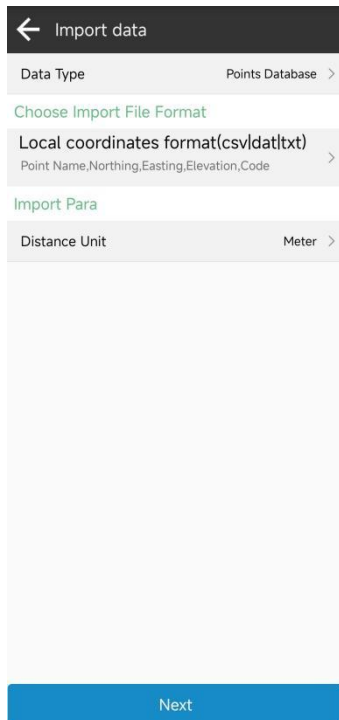 Import data
Data Type Points Database
Choose Import File Format
Local coordinates format(csv|dat|txt)
Point Name,Northing,Easting,Elevation,Code
Import Para
Distance Unit Meter
Next